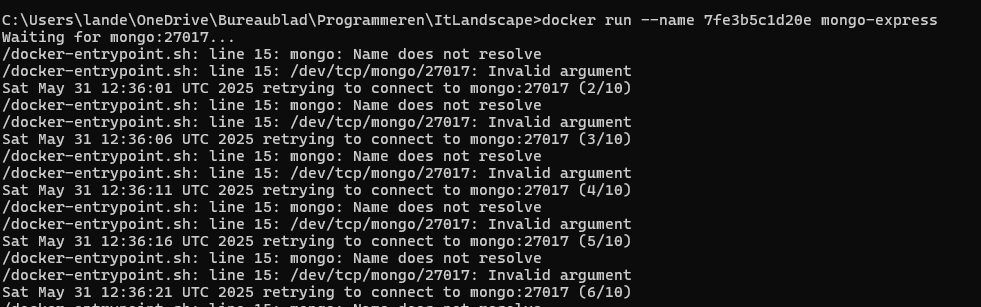 C:\Users\lande\OneDrive\Bureaublad\Programmeren\ItLandscape>docker run --name 7fe3b5c1d20e mongo-express
Waiting for mongo:27017...
/docker-entrypoint.sh: line 15: mongo: Name does not resolve
/docker-entrypoint.sh: line 15: /dev/tcp/mongo/27017: Invalid argument
Sat May 31 12:36:01 UTC 2025 retrying to connect to mongo:27017 (2/10)
/docker-entrypoint.sh: line 15: mongo: Name does not resolve
/docker-entrypoint.sh: line 15: /dev/tcp/mongo/27017: Invalid argument
Sat May 31 12:36:06 UTC 2025 retrying to connect to mongo:27017 (3/10)
/docker-entrypoint.sh: line 15: mongo: Name does not resolve
/docker-entrypoint.sh: line 15: /dev/tcp/mongo/27017: Invalid argument
Sat May 31 12:36:11 UTC 2025 retrying to connect to mongo:27017 (4/10)
/docker-entrypoint.sh: line 15: mongo: Name does not resolve
/docker-entrypoint.sh: line 15: /dev/tcp/mongo/27017: Invalid argument
Sat May 31 12:36:16 UTC 2025 retrying to connect to mongo:27017 (5/10)
/docker-entrypoint.sh: line 15: mongo: Name does not resolve
/docker-entrypoint.sh: line 15: /dev/tcp/mongo/27017: Invalid argument
Sat May 31 12:36:21 UTC 2025 retrying to connect to mongo:27017 (6/10)
/docker-entrypoint.sh: line 15: mongo: Name does not resolve